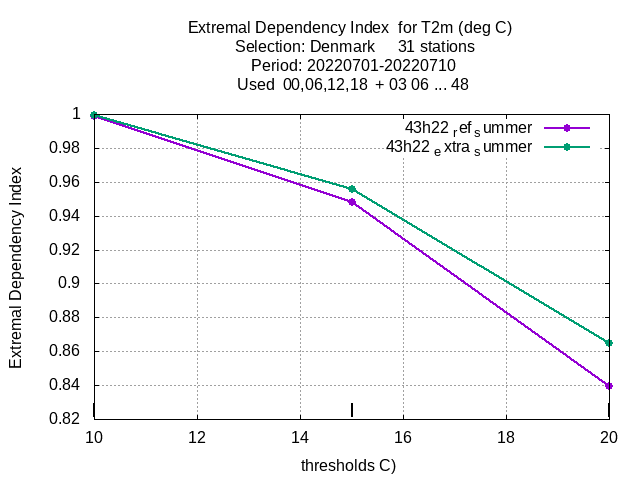 Extremal Dependency Index for T2m (deg C)
Selection: Denmark 31 stations
Period: 20220701-20220710
Used 00,06,12,18 + 03 06 ... 48
43h22 ref summer
43h22 extra summer
1
0.98
0.96
0.94
0.92
0.9
0.88
0.86
0.84
0.82
Extremal Dependency Index
10 12 14 16 18 20
thresholds C)